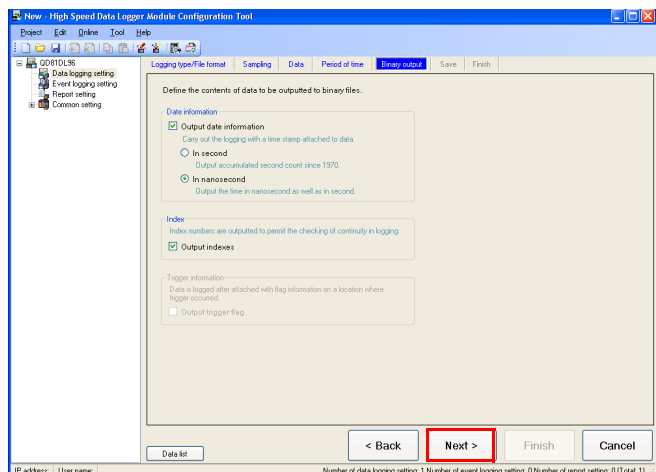 New - High Speed Data Logger Module Configuration Tool
Project Edit Online Tool Help
QD81DL96
Data logging setting
Event logging setting
Report setting
Common setting
Logging type/File format Sampling Data Period of time Binary output Save Finish
Define the contents of data to be outputted to binary files.
Date information
Output date information
Carry out the logging with a time stamp attached to data.
In second
Output accumulated second count since 1970.
In nanosecond
Output the time in nanosecond as well as in second.
Index
Index numbers are outputted to permit the checking of continuity in logging.
Output indexes
Trigger information
Data is logged after attached with flag information on a location where
trigger occurred.
Output trigger flag
Data list
< Back Next > Finish Cancel
IP address: User name: Number of data logging setting: 1 Number of event logging setting: 0 Number of report setting: 0 (Total: 1)